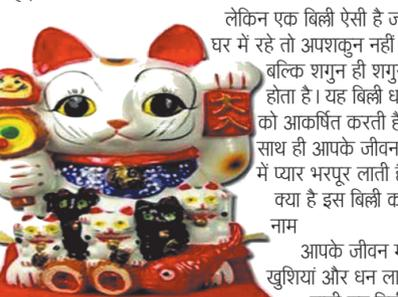 लेकिन एक बिल्ली ऐसी है
घर में रहे तो अपशकुन नहीं
बल्कि शगुन ही
होता है। यह बिल्ली
को आकर्षित करती
साथ ही आपके जीवन
में प्यार भरपूर लाती
क्या है इस बिल्ली
नाम
आपके जीवन
खुशियां और धन